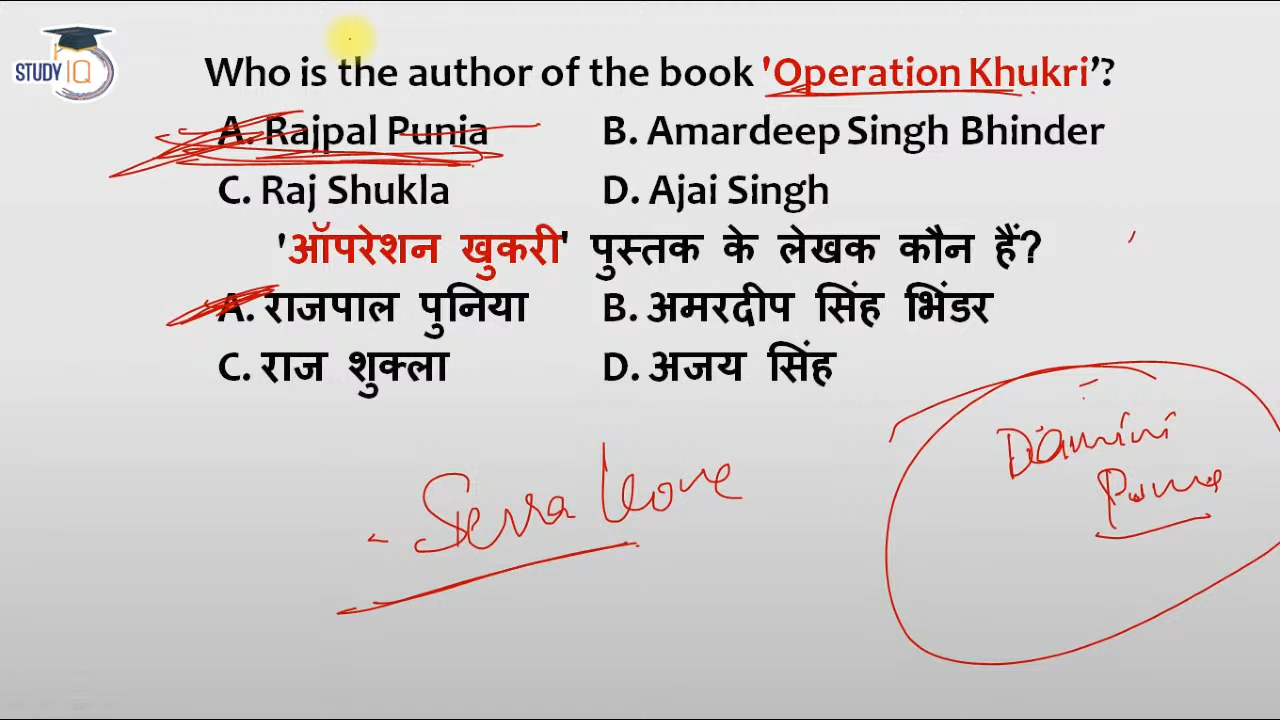 STUDY IQ
Who is the author of the book 'Operation Khukri'?
A. Rajpal Punia B. Amardeep Singh Bhinder
C. Raj Shukla D. Ajai Singh
'ऑपरेशन खुकरी' पुस्तक के लेखक कौन हैं?
A. राजपाल पुनिया B. अमरदीप सिंह भिंडर
C. राज शुक्ला D. अजय सिंह
Damini
Serra Leone